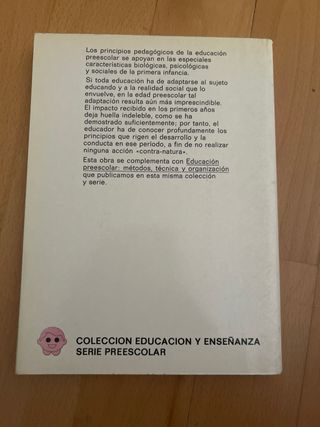 Los principios pedagógicos de la educación
preescolar se apoyan en las especiales
características biológicas, psicológicas
y sociales de la primera infancia.
Si toda educación ha de adaptarse al sujeto
educando y a la realidad social que lo
envuelve, en la edad preescolar tal
adaptación resulta aún más impreescindible.
El impacto recibido en los primeros años
deja huella indeleble, como se ha
demostrado suficientemente; por tanto, el
educador ha de conocer profundamente los
principios que rigen el desarrollo y la
conducta en ese período, a fin de no realizar
ninguna acción «contra-natura».
Esta obra se complementa con Educación
preescolar: métodos, técnica y organización
que publicamos en esta misma colección
y serie.
COLECCION EDUCACION Y ENSEÑANZA
SERIE PREESCOLAR